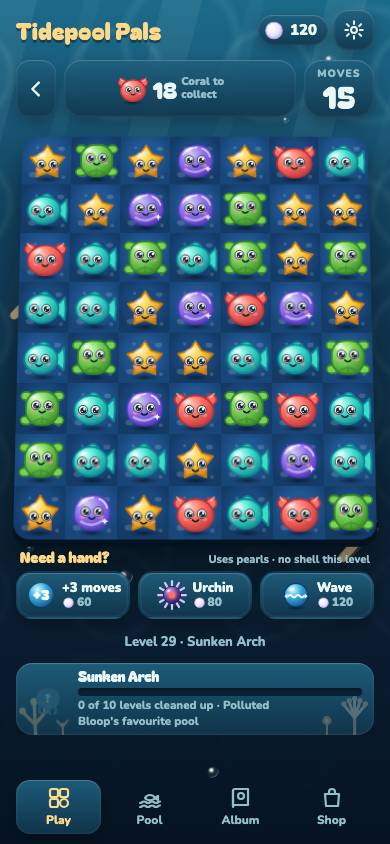 Tidepool Pals
120
18 Coral to
collect
MOVES
15
Need a hand?
Uses pearls · no shell this level
+3
+3 moves
60
Urchin
80
Wave
120
Level 29 · Sunken Arch
Sunken Arch
0 of 10 levels cleaned up · Polluted
Bloop's favourite pool
Play
Pool
Album
Shop